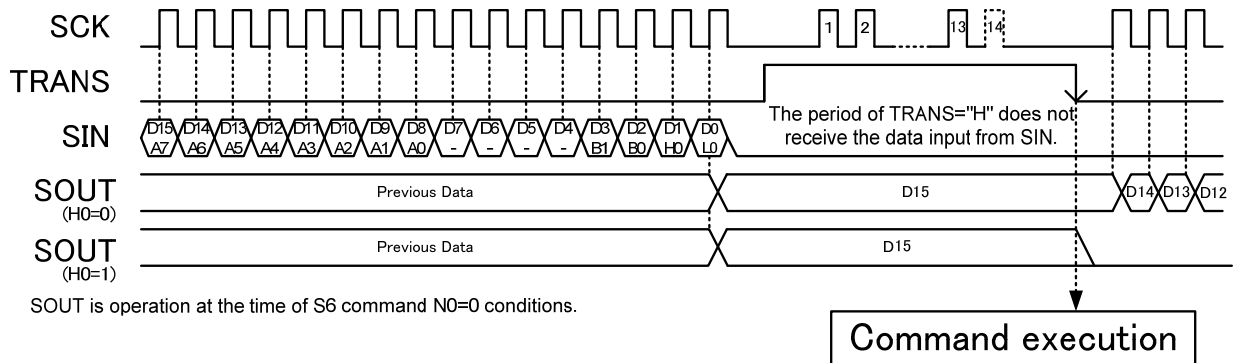 SCK 1 2 13 14
TRANS
The period of TRANS="H" does not
receive the data input from SIN.
SIN D15 D14 D13 D12 D11 D10 D9 D8 D7 D6 D5 D4 D3 D2 D1 D0
A7 A6 A5 A4 A3 A2 A1 A0 - - - - B1 B0 H0 L0
SOUT Previous Data D15 D14 D13 D12
(H0=0)
SOUT Previous Data D15
(H0=1)
SOUT is operation at the time of S6 command N0=0 conditions.
Command execution